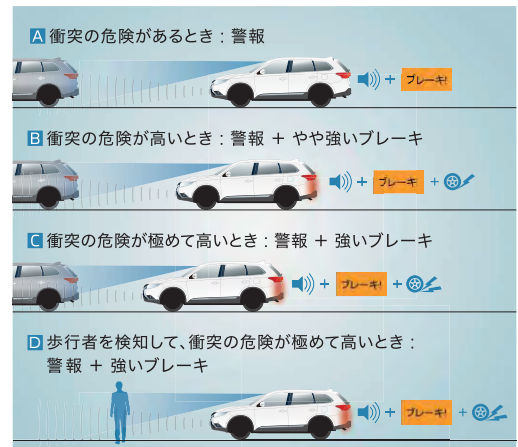 A 衝突の危険があるとき：警報
ブレーキ!
B 衝突の危険が高いとき：警報 + やや強いブレーキ
ブレーキ!
C 衝突の危険が極めて高いとき：警報 + 強いブレーキ
ブレーキ!
D 歩行者を検知して、衝突の危険が極めて高いとき：
警報 + 強いブレーキ
ブレーキ!